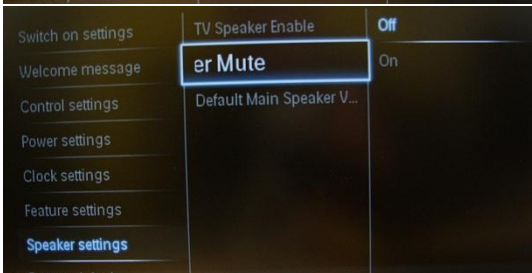 Switch on settings
Welcome message
Control settings
Power settings
Clock settings
Feature settings
Speaker settings
TV Speaker Enable
er Mute
Default Main Speaker V...
Off
On